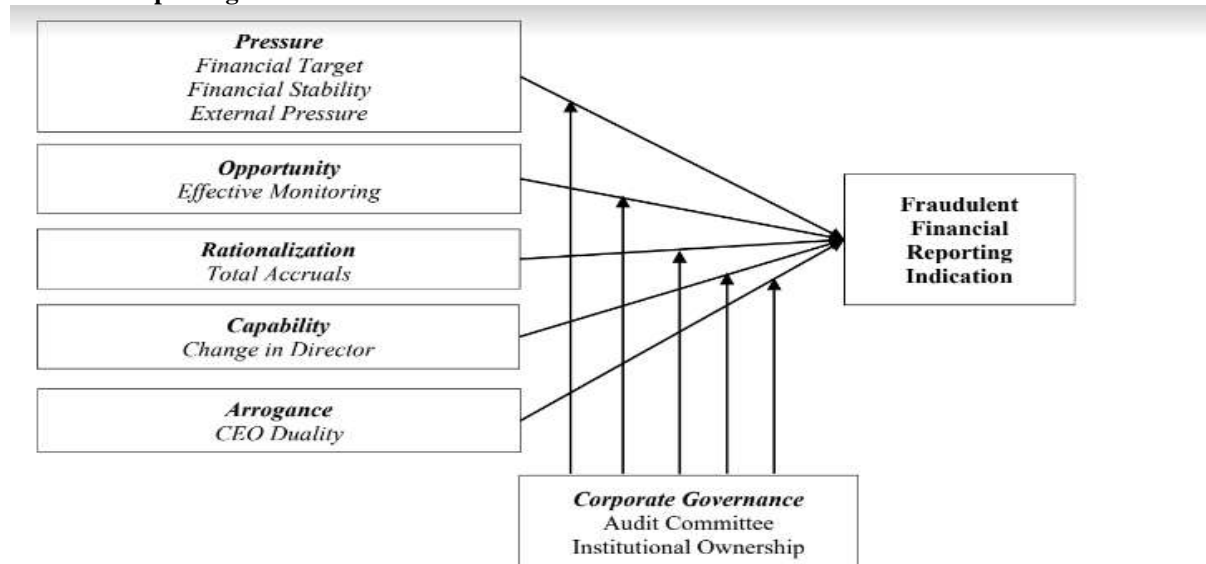 Pressure
Financial Target
Financial Stability
External Pressure
Opportunity
Effective Monitoring
Rationalization
Total Accruals
Capability
Change in Director
Arrogance
CEO Duality
Fraudulent
Financial
Reporting
Indication
Corporate Governance
Audit Committee
Institutional Ownership